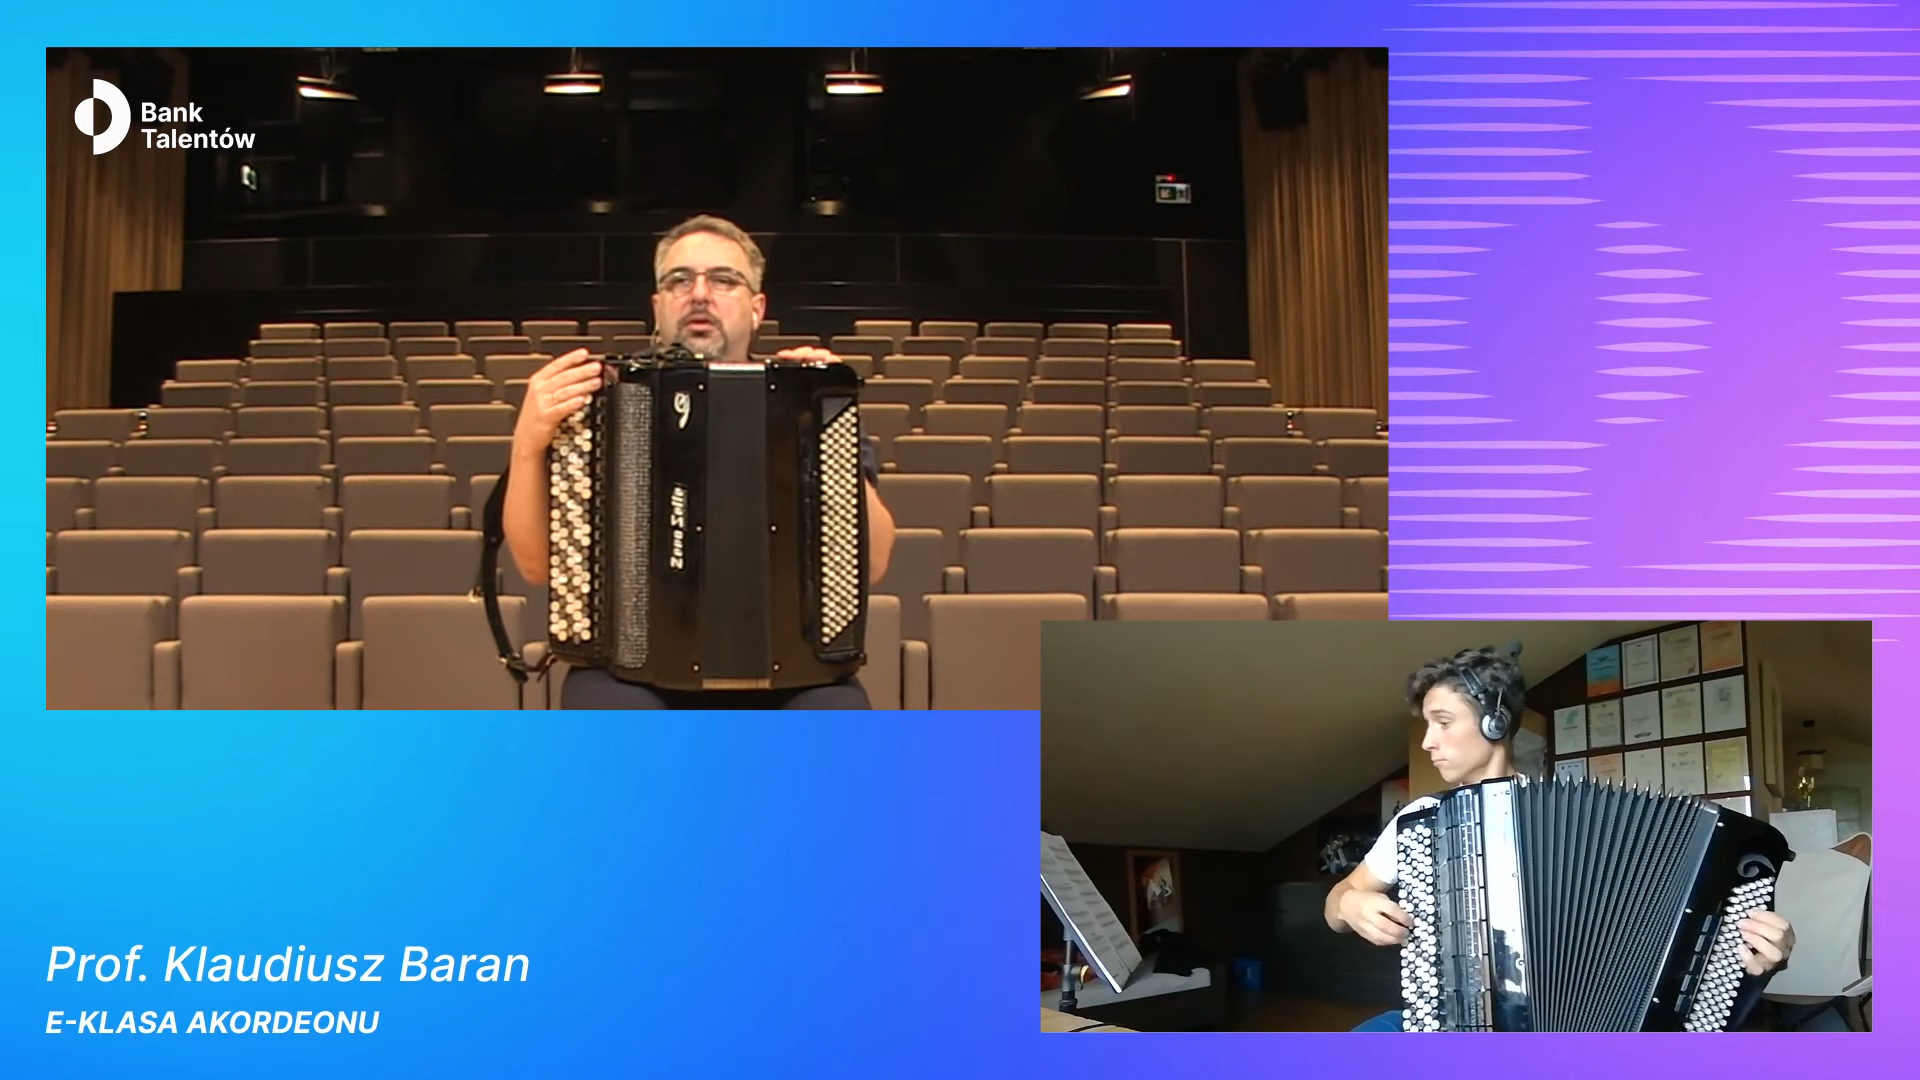 Bank
Talentów
Zero Sette
Prof. Klaudiusz Baran
E-KLASA AKORDEONU